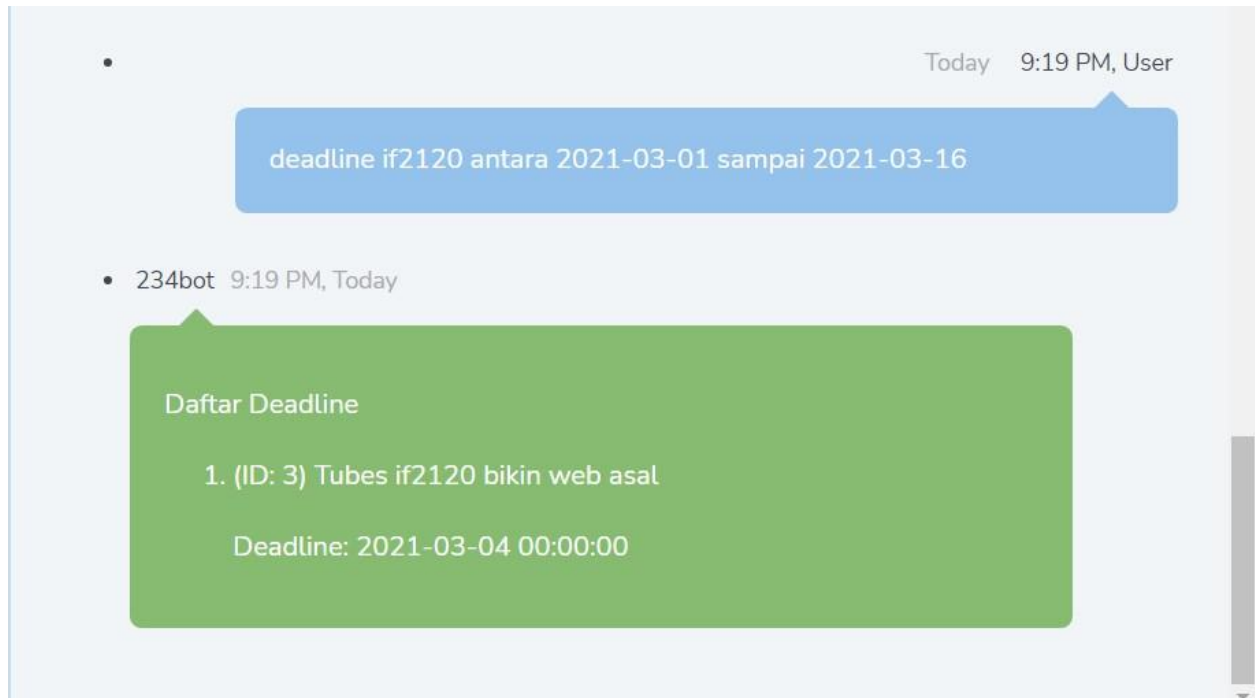 Today 9:19 PM, User
deadline if2120 antara 2021-03-01 sampai 2021-03-16
234bot 9:19 PM, Today
Daftar Deadline
1. (ID: 3) Tubes if2120 bikin web asal
Deadline: 2021-03-04 00:00:00